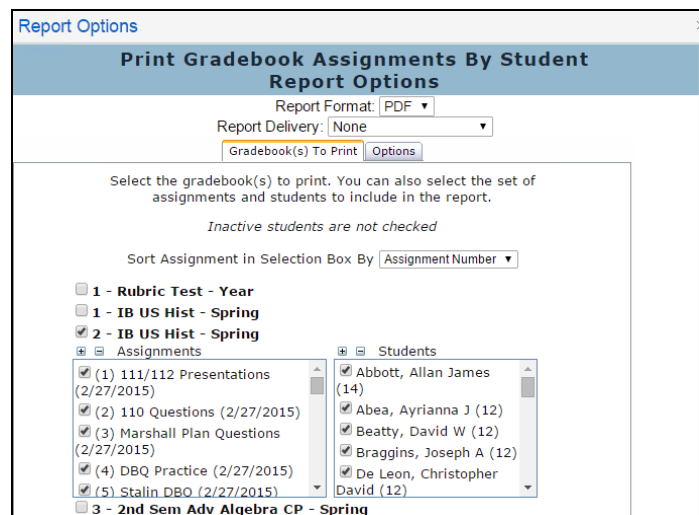 Report Options
Print Gradebook Assignments By Student
Report Options
Report Format: PDF
Report Delivery: None
Gradebook(s) To Print Options
Select the gradebook(s) to print. You can also select the set of
assignments and students to include in the report.
Inactive students are not checked
Sort Assignment in Selection Box By Assignment Number
1 - Rubric Test - Year
1 - IB US Hist - Spring
2 - IB US Hist - Spring
Assignments
(1) 111/112 Presentations
(2/27/2015)
(2) 110 Questions (2/27/2015)
(3) Marshall Plan Questions
(2/27/2015)
(4) DBQ Practice (2/27/2015)
(5) Stalin DBQ (2/27/2015)
Students
Abbott, Allan James
(14)
Abea, Ayrianna J (12)
Beatty, David W (12)
Braggins, Joseph A (12)
De Leon, Christopher
David (12)
3 - 2nd Sem Adv Algebra CP - Spring